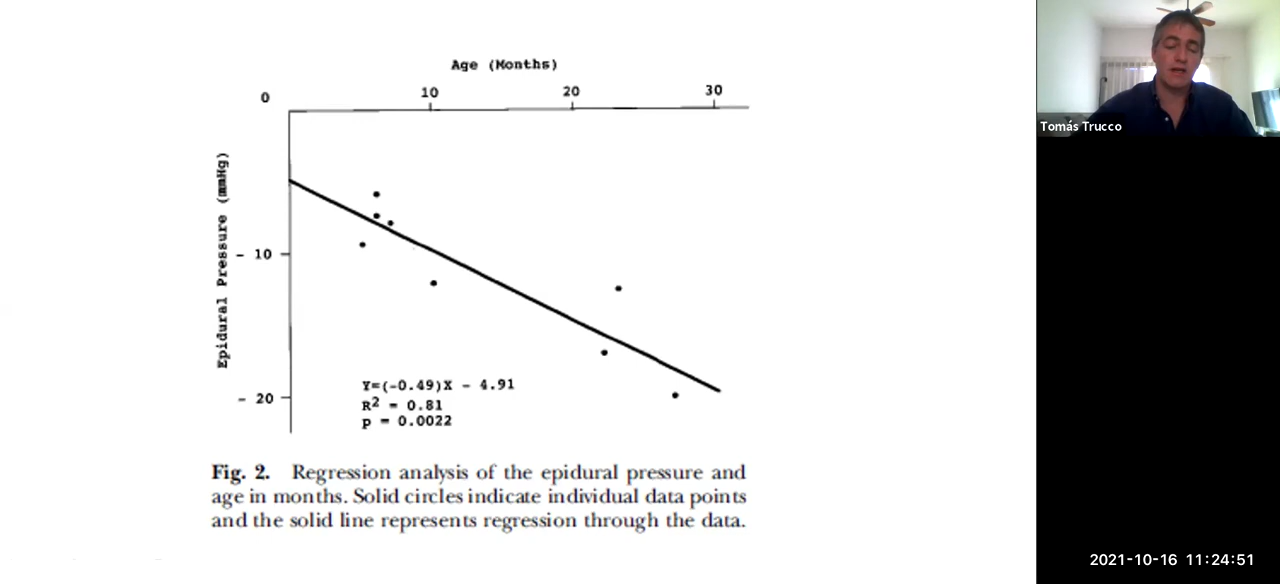 Age (Months)
0
10
20
30
Epidural Pressure (mmHg)
- 10
- 20
Y=(-0.49)X - 4.91
R² = 0.81
p = 0.0022
Fig. 2. Regression analysis of the epidural pressure and
age in months. Solid circles indicate individual data points
and the solid line represents regression through the data.
Tomás Trucco
2021-10-16 11:24:51